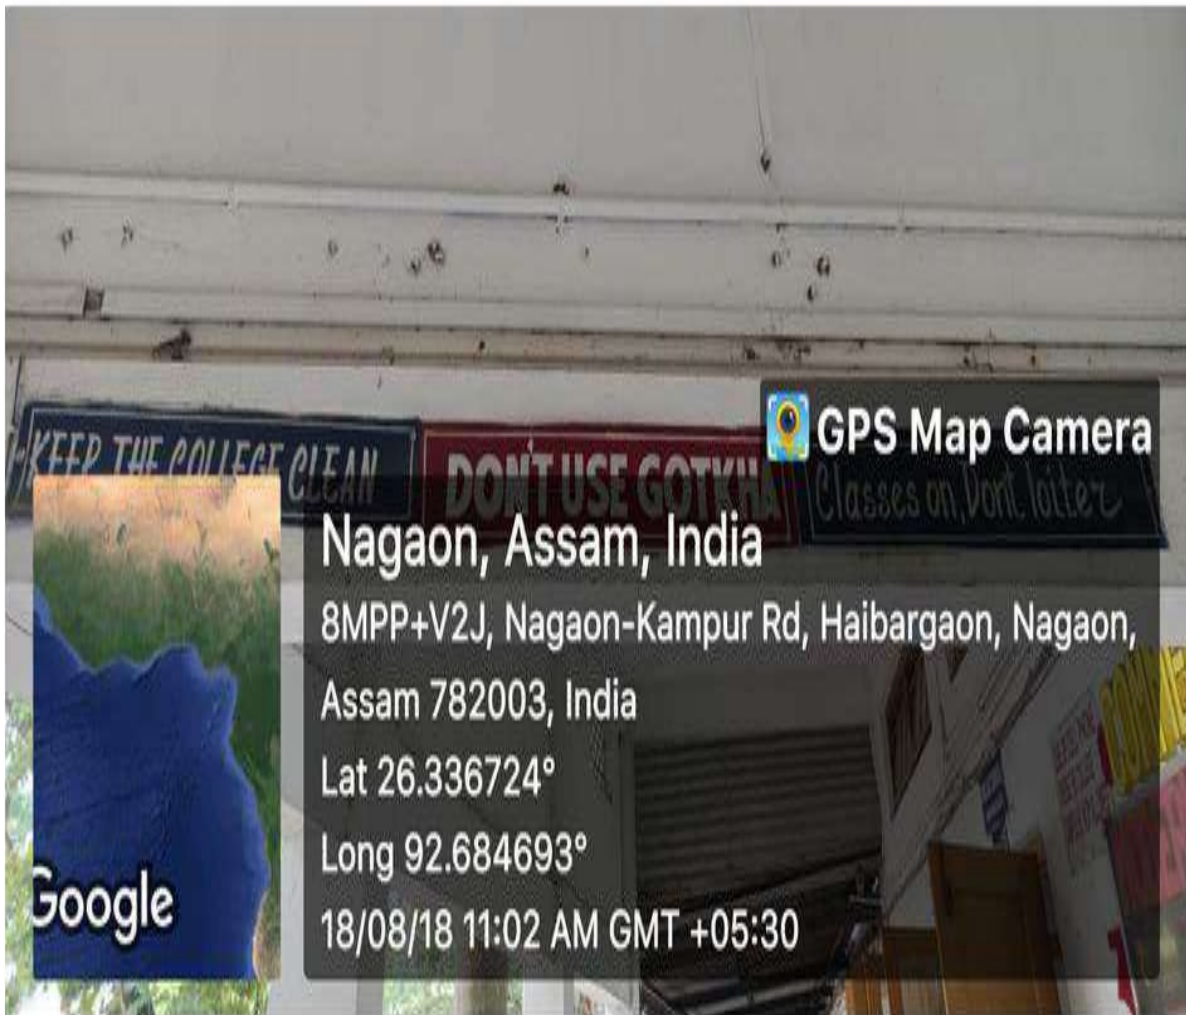 KEEP THE COLLEGE CLEAN
DON'T USE GOTKHA
Classes on, Dont loiter
GPS Map Camera
Nagaon, Assam, India
8MPP+V2J, Nagaon-Kampur Rd, Haibargaon, Nagaon,
Assam 782003, India
Lat 26.336724°
Long 92.684693°
18/08/18 11:02 AM GMT +05:30
Google